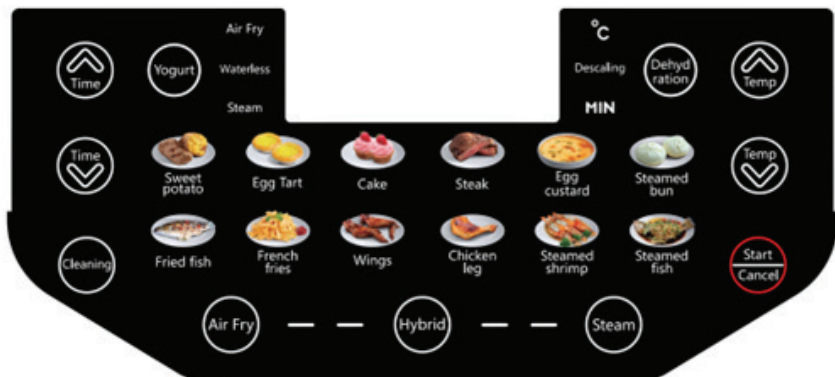 Air Fry
°C
Time
Yogurt
Waterless
Descaling
Dehyd
ration
Temp
Steam
MIN
Time
Temp
Sweet
potato
Egg Tart
Cake
Steak
Egg
custard
Steamed
bun
Cleaning
Fried fish
French
fries
Wings
Chicken
leg
Steamed
shrimp
Steamed
fish
Start
Cancel
Air Fry
Hybrid
Steam